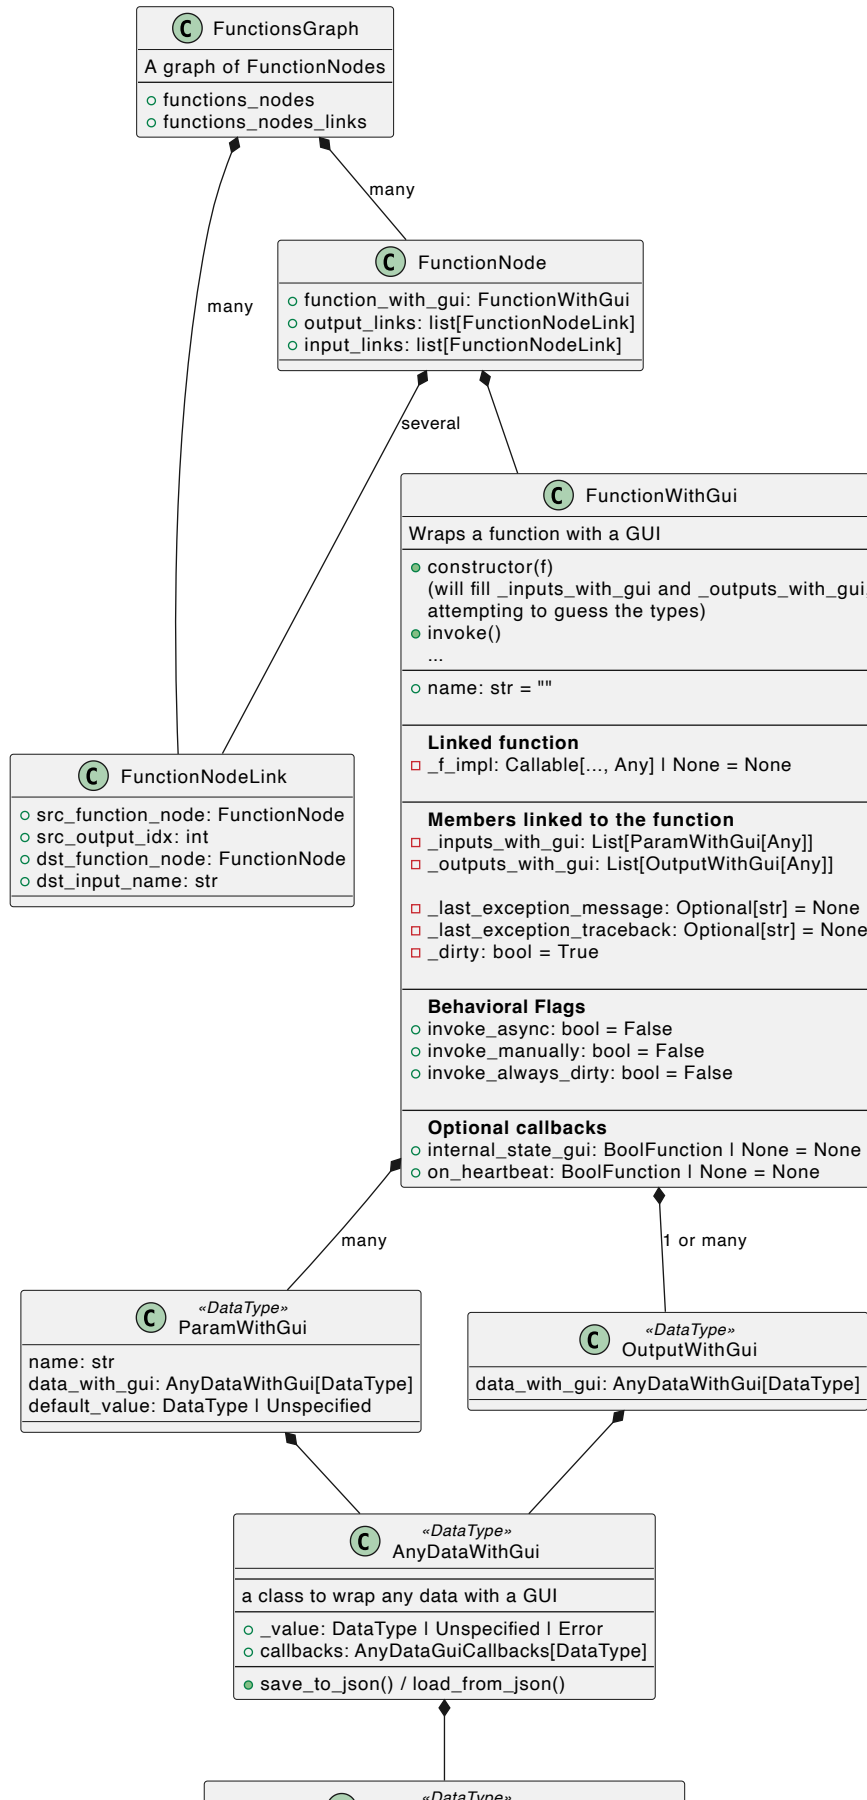 C FunctionsGraph
A graph of FunctionNodes
functions_nodes
functions_nodes_links
many
C FunctionNode
function_with_gui: FunctionWithGui
output_links: list[FunctionNodeLink]
input_links: list[FunctionNodeLink]
many
several
C FunctionWithGui
Wraps a function with a GUI
constructor(f)
(will fill _inputs_with_gui and _outputs_with_gui,
attempting to guess the types)
invoke()
...
name: str = ""
Linked function
_f_impl: Callable[..., Any] | None = None
C FunctionNodeLink
src_function_node: FunctionNode
src_output_idx: int
dst_function_node: FunctionNode
dst_input_name: str
Members linked to the function
_inputs_with_gui: List[ParamWithGui[Any]]
_outputs_with_gui: List[OutputWithGui[Any]]
_last_exception_message: Optional[str] = None
_last_exception_traceback: Optional[str] = None
_dirty: bool = True
Behavioral Flags
invoke_async: bool = False
invoke_manually: bool = False
invoke_always_dirty: bool = False
Optional callbacks
internal_state_gui: BoolFunction | None = None
on_heartbeat: BoolFunction | None = None
many
1 or many
«DataType»
C ParamWithGui
name: str
data_with_gui: AnyDataWithGui[DataType]
default_value: DataType | Unspecified
«DataType»
C OutputWithGui
data_with_gui: AnyDataWithGui[DataType]
«DataType»
C AnyDataWithGui
a class to wrap any data with a GUI
_value: DataType | Unspecified | Error
callbacks: AnyDataGuiCallbacks[DataType]
save_to_json() / load_from_json()
«DataType»